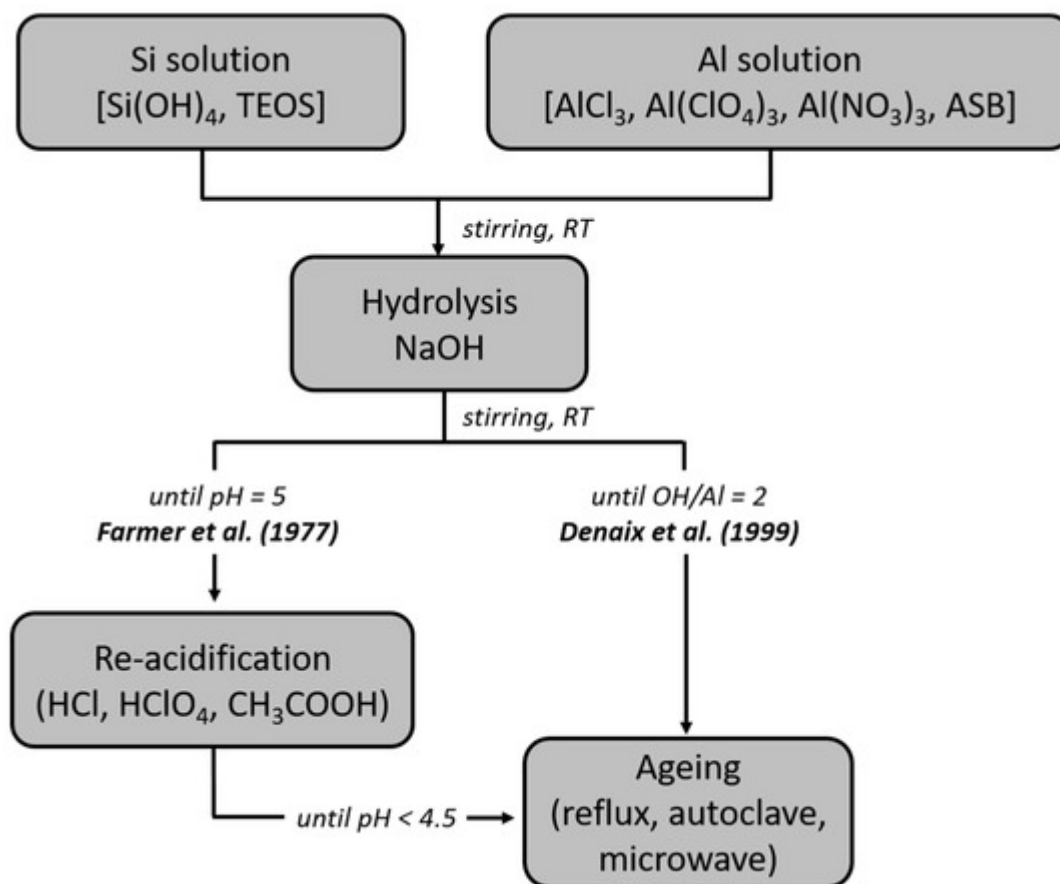 Si solution
[Si(OH)₄, TEOS]
Al solution
[AlCl₃, Al(ClO₄)₃, Al(NO₃)₃, ASB]
stirring, RT
Hydrolysis
NaOH
stirring, RT
until pH = 5
Farmer et al. (1977)
until OH/Al = 2
Denaix et al. (1999)
Re-acidification
(HCl, HClO₄, CH₃COOH)
until pH < 4.5
Ageing
(reflux, autoclave,
microwave)